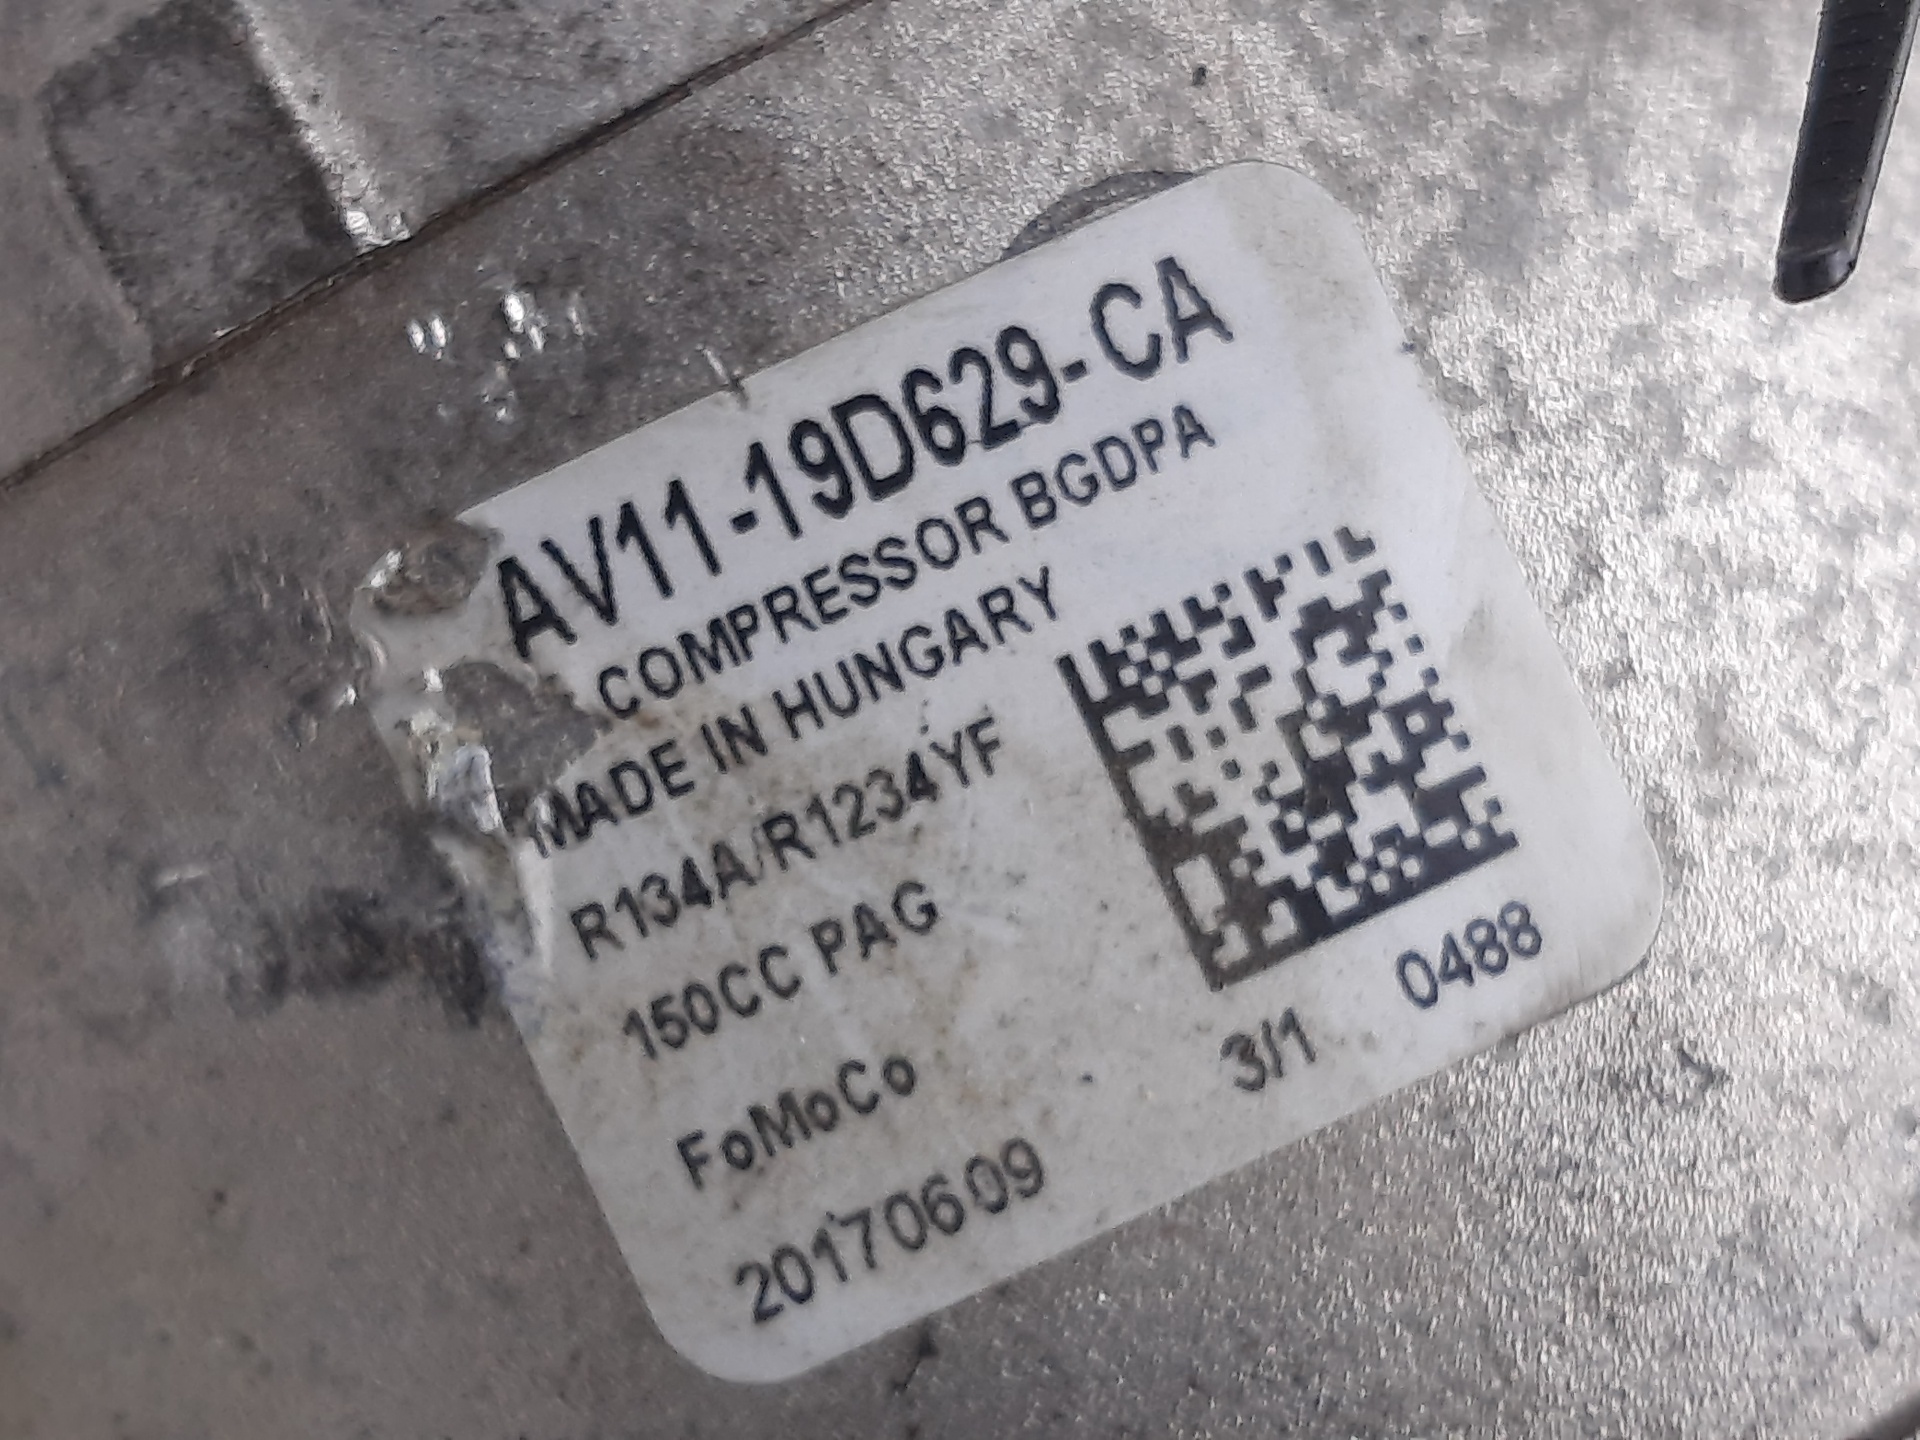 AV11-19D629-CA
COMPRESSOR BGDPA
MADE IN HUNGARY
R134A/R1234YF
150CC PAG
FoMoCo 3/1 0488
20170609